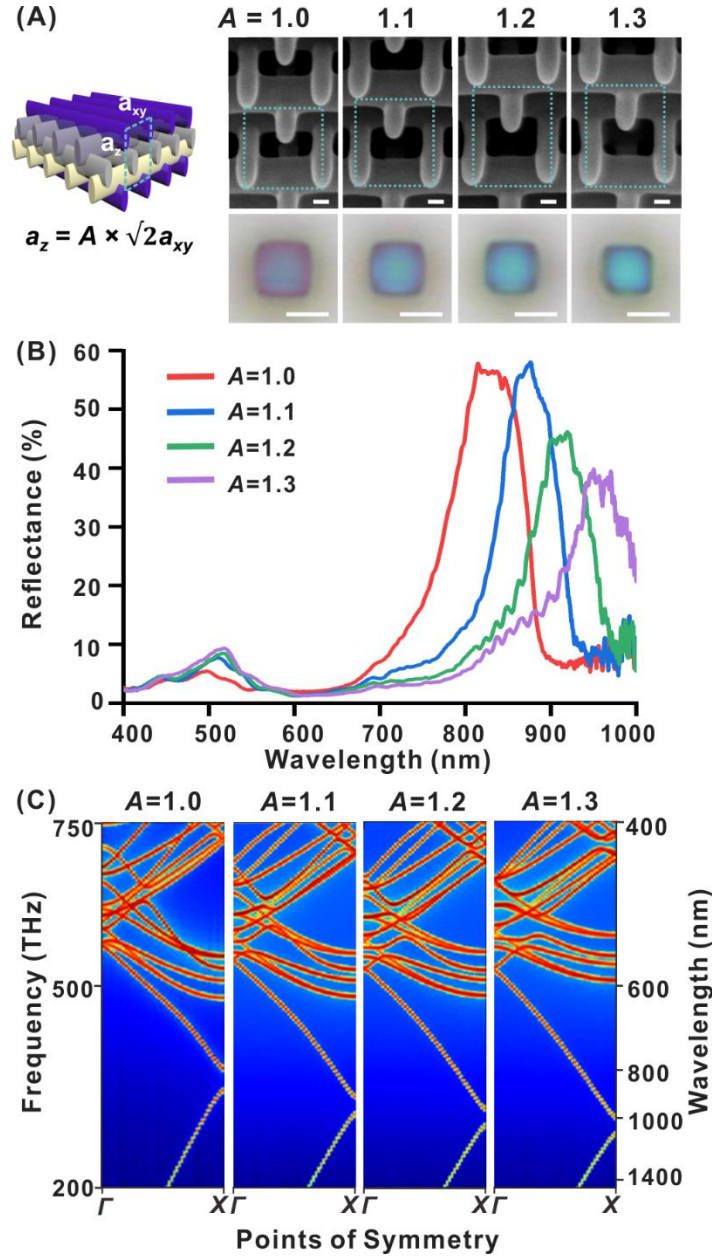 (A)
A = 1.0 1.1 1.2 1.3
a_xy
a_z
a_z = A × √2a_xy
(B)
Reflectance (%)
60
50
40
30
20
10
0
A=1.0
A=1.1
A=1.2
A=1.3
400 500 600 700 800 900 1000
Wavelength (nm)
(C)
A=1.0 A=1.1 A=1.2 A=1.3
Frequency (THz)
750
500
200
400
600
800
1000
1400
Wavelength (nm)
Γ X Γ X Γ X Γ X
Points of Symmetry